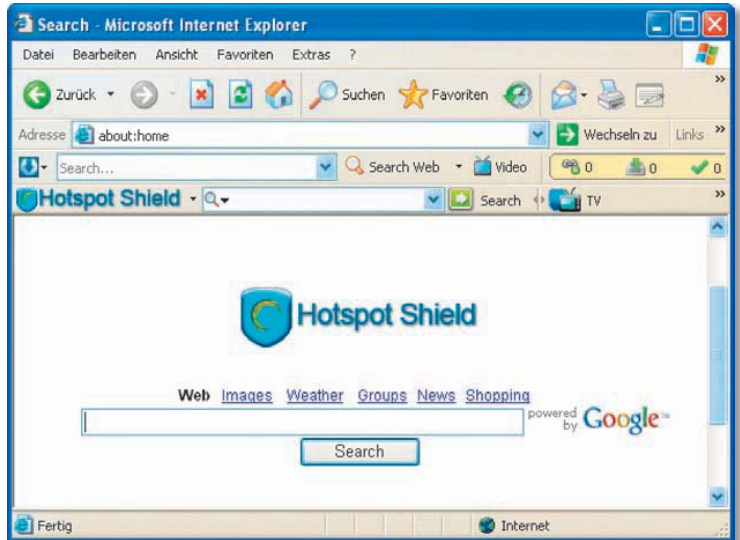 Search - Microsoft Internet Explorer
Datei Bearbeiten Ansicht Favoriten Extras ?
Zurück Suchen Favoriten »
Adresse about:home Wechseln zu Links »
Search... Search Web Video 0 0 0
Hotspot Shield Search TV »
Hotspot Shield
Web Images Weather Groups News Shopping
powered by Google™
Search
Fertig Internet